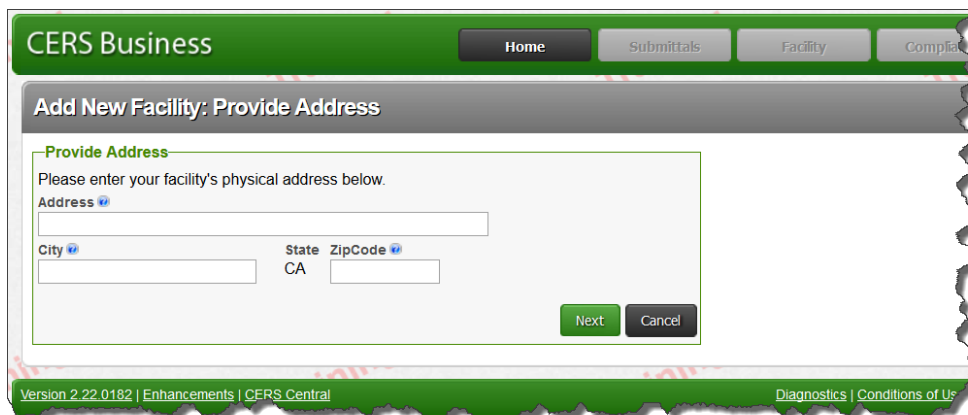 CERS Business
Home Submittals Facility
Add New Facility: Provide Address
Provide Address
Please enter your facility's physical address below.
Address
City State ZipCode
CA
Next Cancel
Version 2.22.0182 | Enhancements | CERS Central Diagnostics | Conditions of